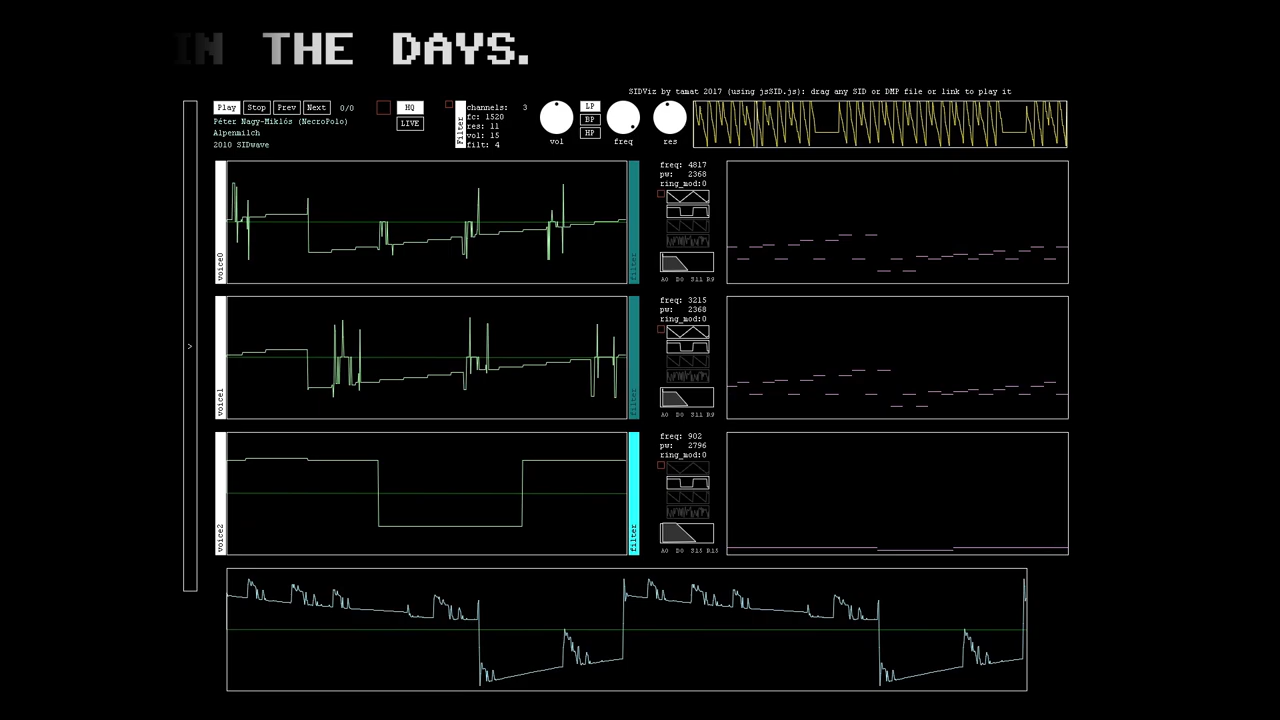 IN THE DAYS.
SIDViz by tamat 2017 (using jsSID.js): drag any SID or DMP file or link to play it
Play Stop Prev Next 0/0 HQ
LIVE
Péter Nagy-Miklós (NecroPolo)
Alpenmilch
2010 SIDwave
Filter
channels: 3
fc: 1520
res: 11
vol: 15
filt: 4
vol
LP
BP
HP
freq
res
>
voice0
filter
freq: 4817
pw: 2368
ring_mod:0
A0 D0 S11 R9
voice1
filter
freq: 3215
pw: 2368
ring_mod:0
A0 D0 S11 R9
voice2
filter
freq: 902
pw: 2796
ring_mod:0
A0 D0 S15 R15